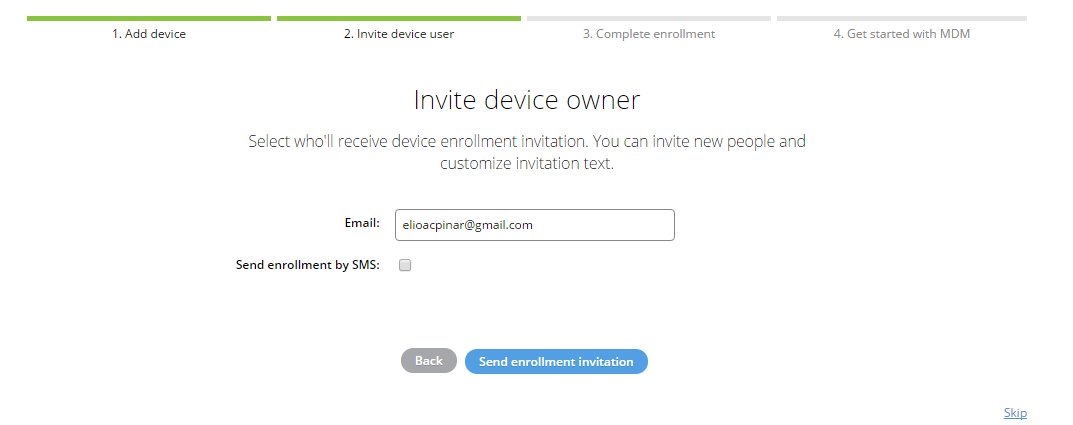 1. Add device
2. Invite device user
3. Complete enrollment
4. Get started with MDM
Invite device owner
Select who'll receive device enrollment invitation. You can invite new people and
customize invitation text.
Email:
elioacpinar@gmail.com
Send enrollment by SMS:
Back
Send enrollment invitation
Skip